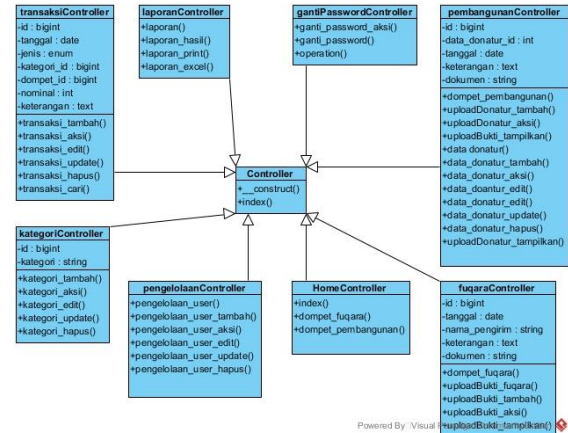 transaksiController
-id : bigint
-tanggal : date
-jenis : enum
-kategori_id : bigint
-dompet_id : bigint
-nominal : int
-keterangan : text
+transaksi_tambah()
+transaksi_aksi()
+transaksi_edit()
+transaksi_update()
+transaksi_hapus()
+transaksi_cari()
laporanController
+laporan()
+laporan_hasil()
+laporan_print()
+laporan_excel()
gantiPasswordController
+ganti_password_aksi()
+ganti_password()
+operation()
pembangunanController
-id : bigint
-data_donatur_id : int
-tanggal : date
-keterangan : text
-dokumen : string
+dompet_pembangunan()
+uploadDonatur_tambah()
+uploadDonatur_aksi()
+uploadBukti_tampilkan()
+data donatur()
+data_donatur_tambah()
+data_donatur_aksi()
+data_doantur_edit()
+data_donatur_edit()
+data_donatur_update()
+data_donatur_hapus()
+uploadDonatur_tampilkan()
Controller
+__construct()
+index()
kategoriController
-id : bigint
-kategori : string
+kategori_tambah()
+kategori_aksi()
+kategori_edit()
+kategori_update()
+kategori_hapus()
pengelolaanController
+pengelolaan_user()
+pengelolaan_user_tambah()
+pengelolaan_user_aksi()
+pengelolaan_user_edit()
+pengelolaan_user_update()
+pengelolaan_user_hapus()
HomeController
+index()
+dompet_fuqara()
+dompet_pembangunan()
fuqaraController
-id : bigint
-tanggal : date
-nama_pengirim : string
-keterangan : text
-dokumen : string
+dompet_fuqara()
+uploadBukti_fuqara()
+uploadBukti_tambah()
+uploadBukti_aksi()
+uploadBukti_tampilkan()
Powered By Visual